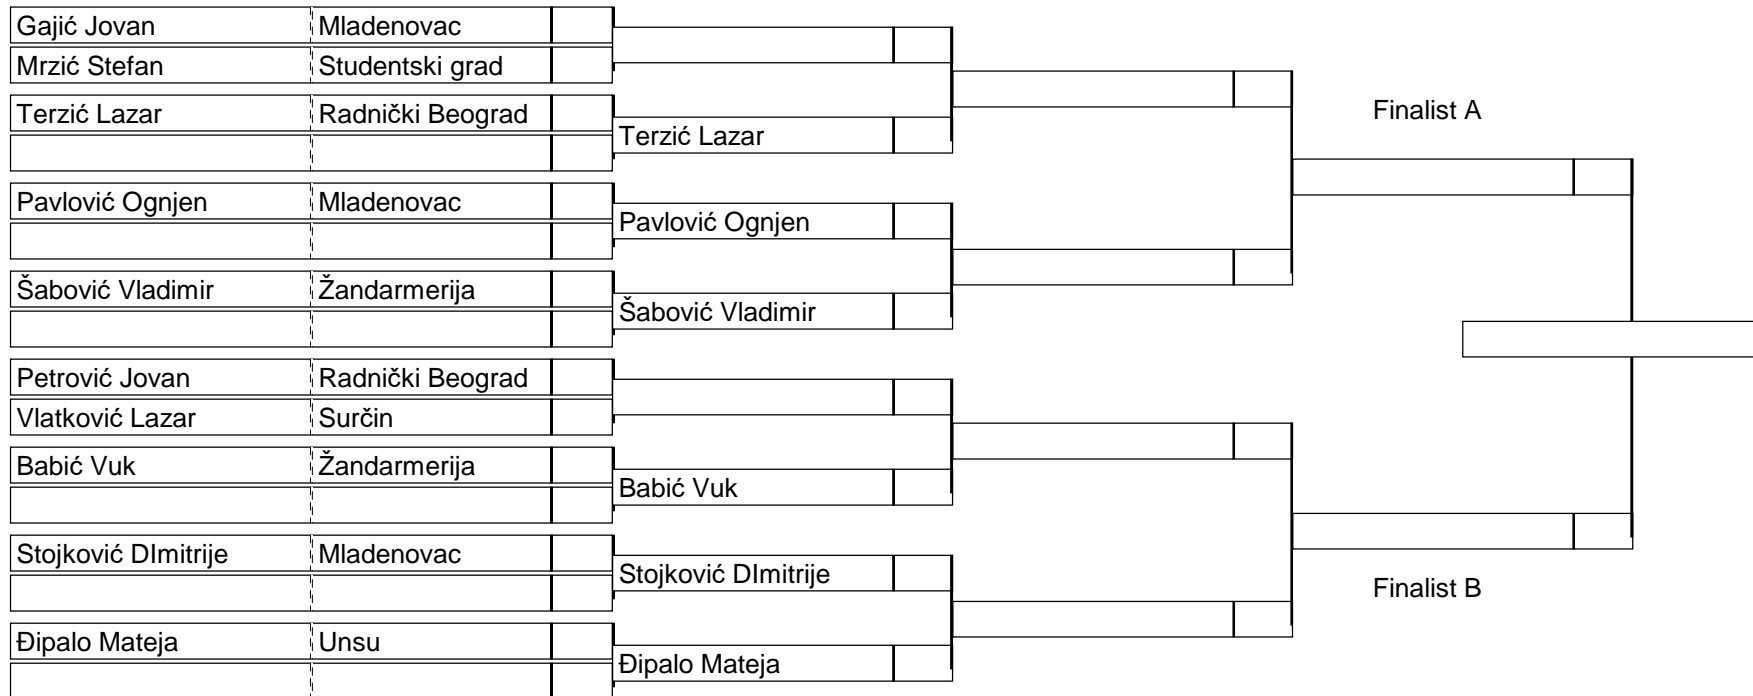 Gajić Jovan Mladenovac
Mrzić Stefan Studentski grad
Terzić Lazar Radnički Beograd
Pavlović Ognjen Mladenovac
Šabović Vladimir Žandarmerija
Petrović Jovan Radnički Beograd
Vlatković Lazar Surčin
Babić Vuk Žandarmerija
Stojković DImitrije Mladenovac
Đipalo Mateja Unsu
Terzić Lazar
Pavlović Ognjen
Šabović Vladimir
Babić Vuk
Stojković DImitrije
Đipalo Mateja
Finalist A
Finalist B